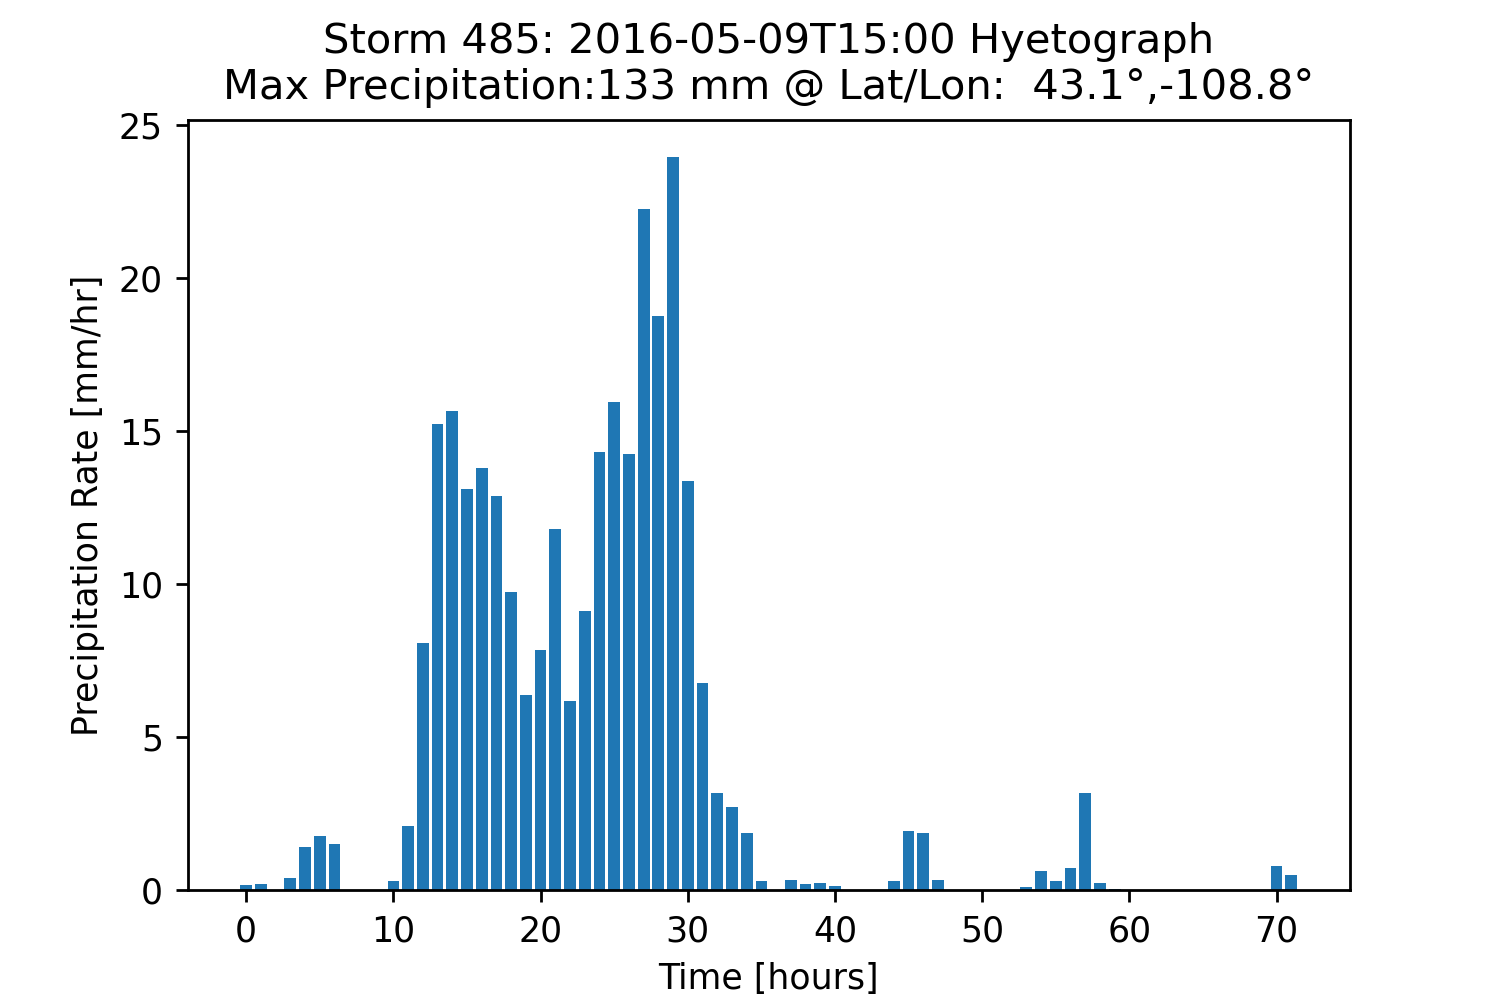 Storm 485: 2016-05-09T15:00 Hyetograph
Max Precipitation:133 mm @ Lat/Lon:  43.1°,-108.8°
25
20
15
10
5
0
Precipitation Rate [mm/hr]
0 10 20 30 40 50 60 70
Time [hours]